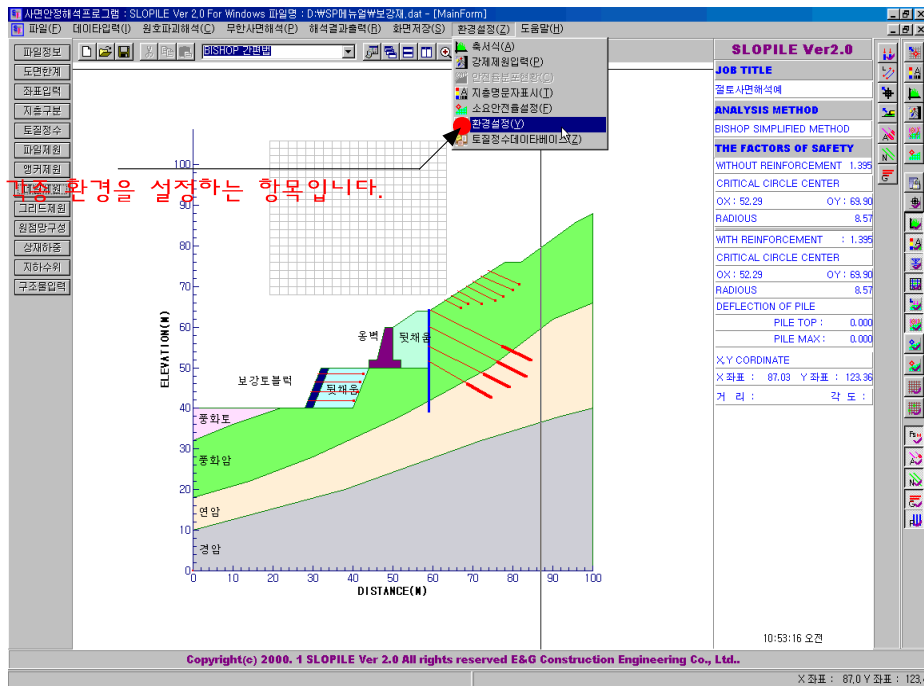 사면안정해석프로그램 : SLOPILE Ver 2.0 For Windows 파일명 : D:\SP메뉴얼\보강재.dat - [MainForm]
파일(F) 데이타입력(I) 원호파괴해석(C) 무한사면해석(P) 해석결과출력(R) 화면저장(S) 환경설정(Z) 도움말(H)
BISHOP 간편법
축서식(A)
강제제원입력(P)
안전율분포현황(C)
지층명문자표시(T)
소요안전율설정(F)
환경설정(Y)
토질정수데이타베이스(Z)
파일정보
도면한계
좌표입력
지층구분
토질정수
파일제원
앵커제원
그리드제원
원점망구성
상재하중
지하수위
구조물입력
각종 환경을 설정하는 항목입니다.
ELEVATION(M)
100
90
80
70
60
50
40
30
20
10
0
옹벽
뒷채움
보강토블럭
뒷채움
풍화토
풍화암
연암
경암
0 10 20 30 40 50 60 70 80 90 100
DISTANCE(M)
SLOPILE Ver2.0
JOB TITLE
절토사면해석예
ANALYSIS METHOD
BISHOP SIMPLIFIED METHOD
THE FACTORS OF SAFETY
WITHOUT REINFORCEMENT 1.395
CRITICAL CIRCLE CENTER
OX : 52.29 OY : 69.90
RADIOUS 8.57
WITH REINFORCEMENT : 1.395
CRITICAL CIRCLE CENTER
OX : 52.29 OY : 69.90
RADIOUS 8.57
DEFLECTION OF PILE
PILE TOP : 0.000
PILE MAX : 0.000
X,Y CORDINATE
X 좌표 : 87.03 Y 좌표 : 123.36
거 리 : 각 도 :
10:53:16 오전
Copyright(c) 2000. 1 SLOPILE Ver 2.0 All rights reserved E&G Construction Engineering Co., Ltd..
X 좌표 : 87.0 Y 좌표 : 123.